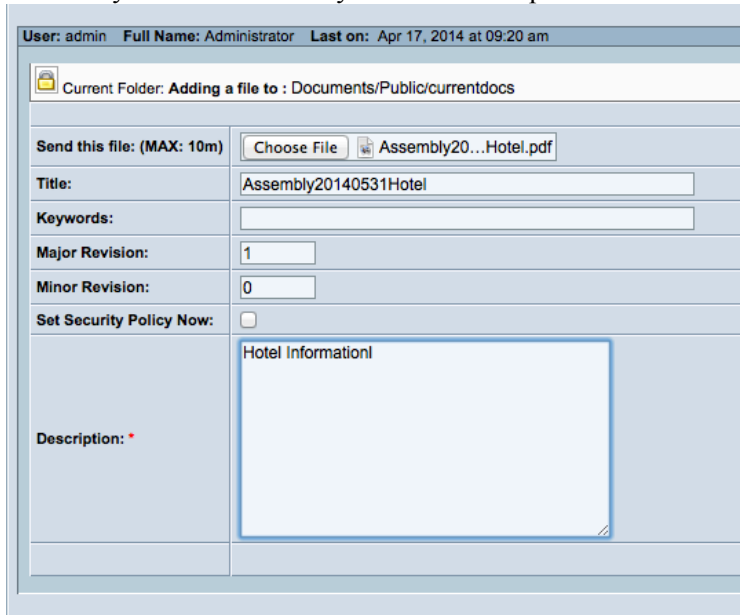 User: admin Full Name: Administrator Last on: Apr 17, 2014 at 09:20 am
Current Folder: Adding a file to : Documents/Public/currentdocs
Send this file: (MAX: 10m) Choose File Assembly20...Hotel.pdf
Title: Assembly20140531Hotel
Keywords:
Major Revision: 1
Minor Revision: 0
Set Security Policy Now:
Hotel Informationl
Description: *